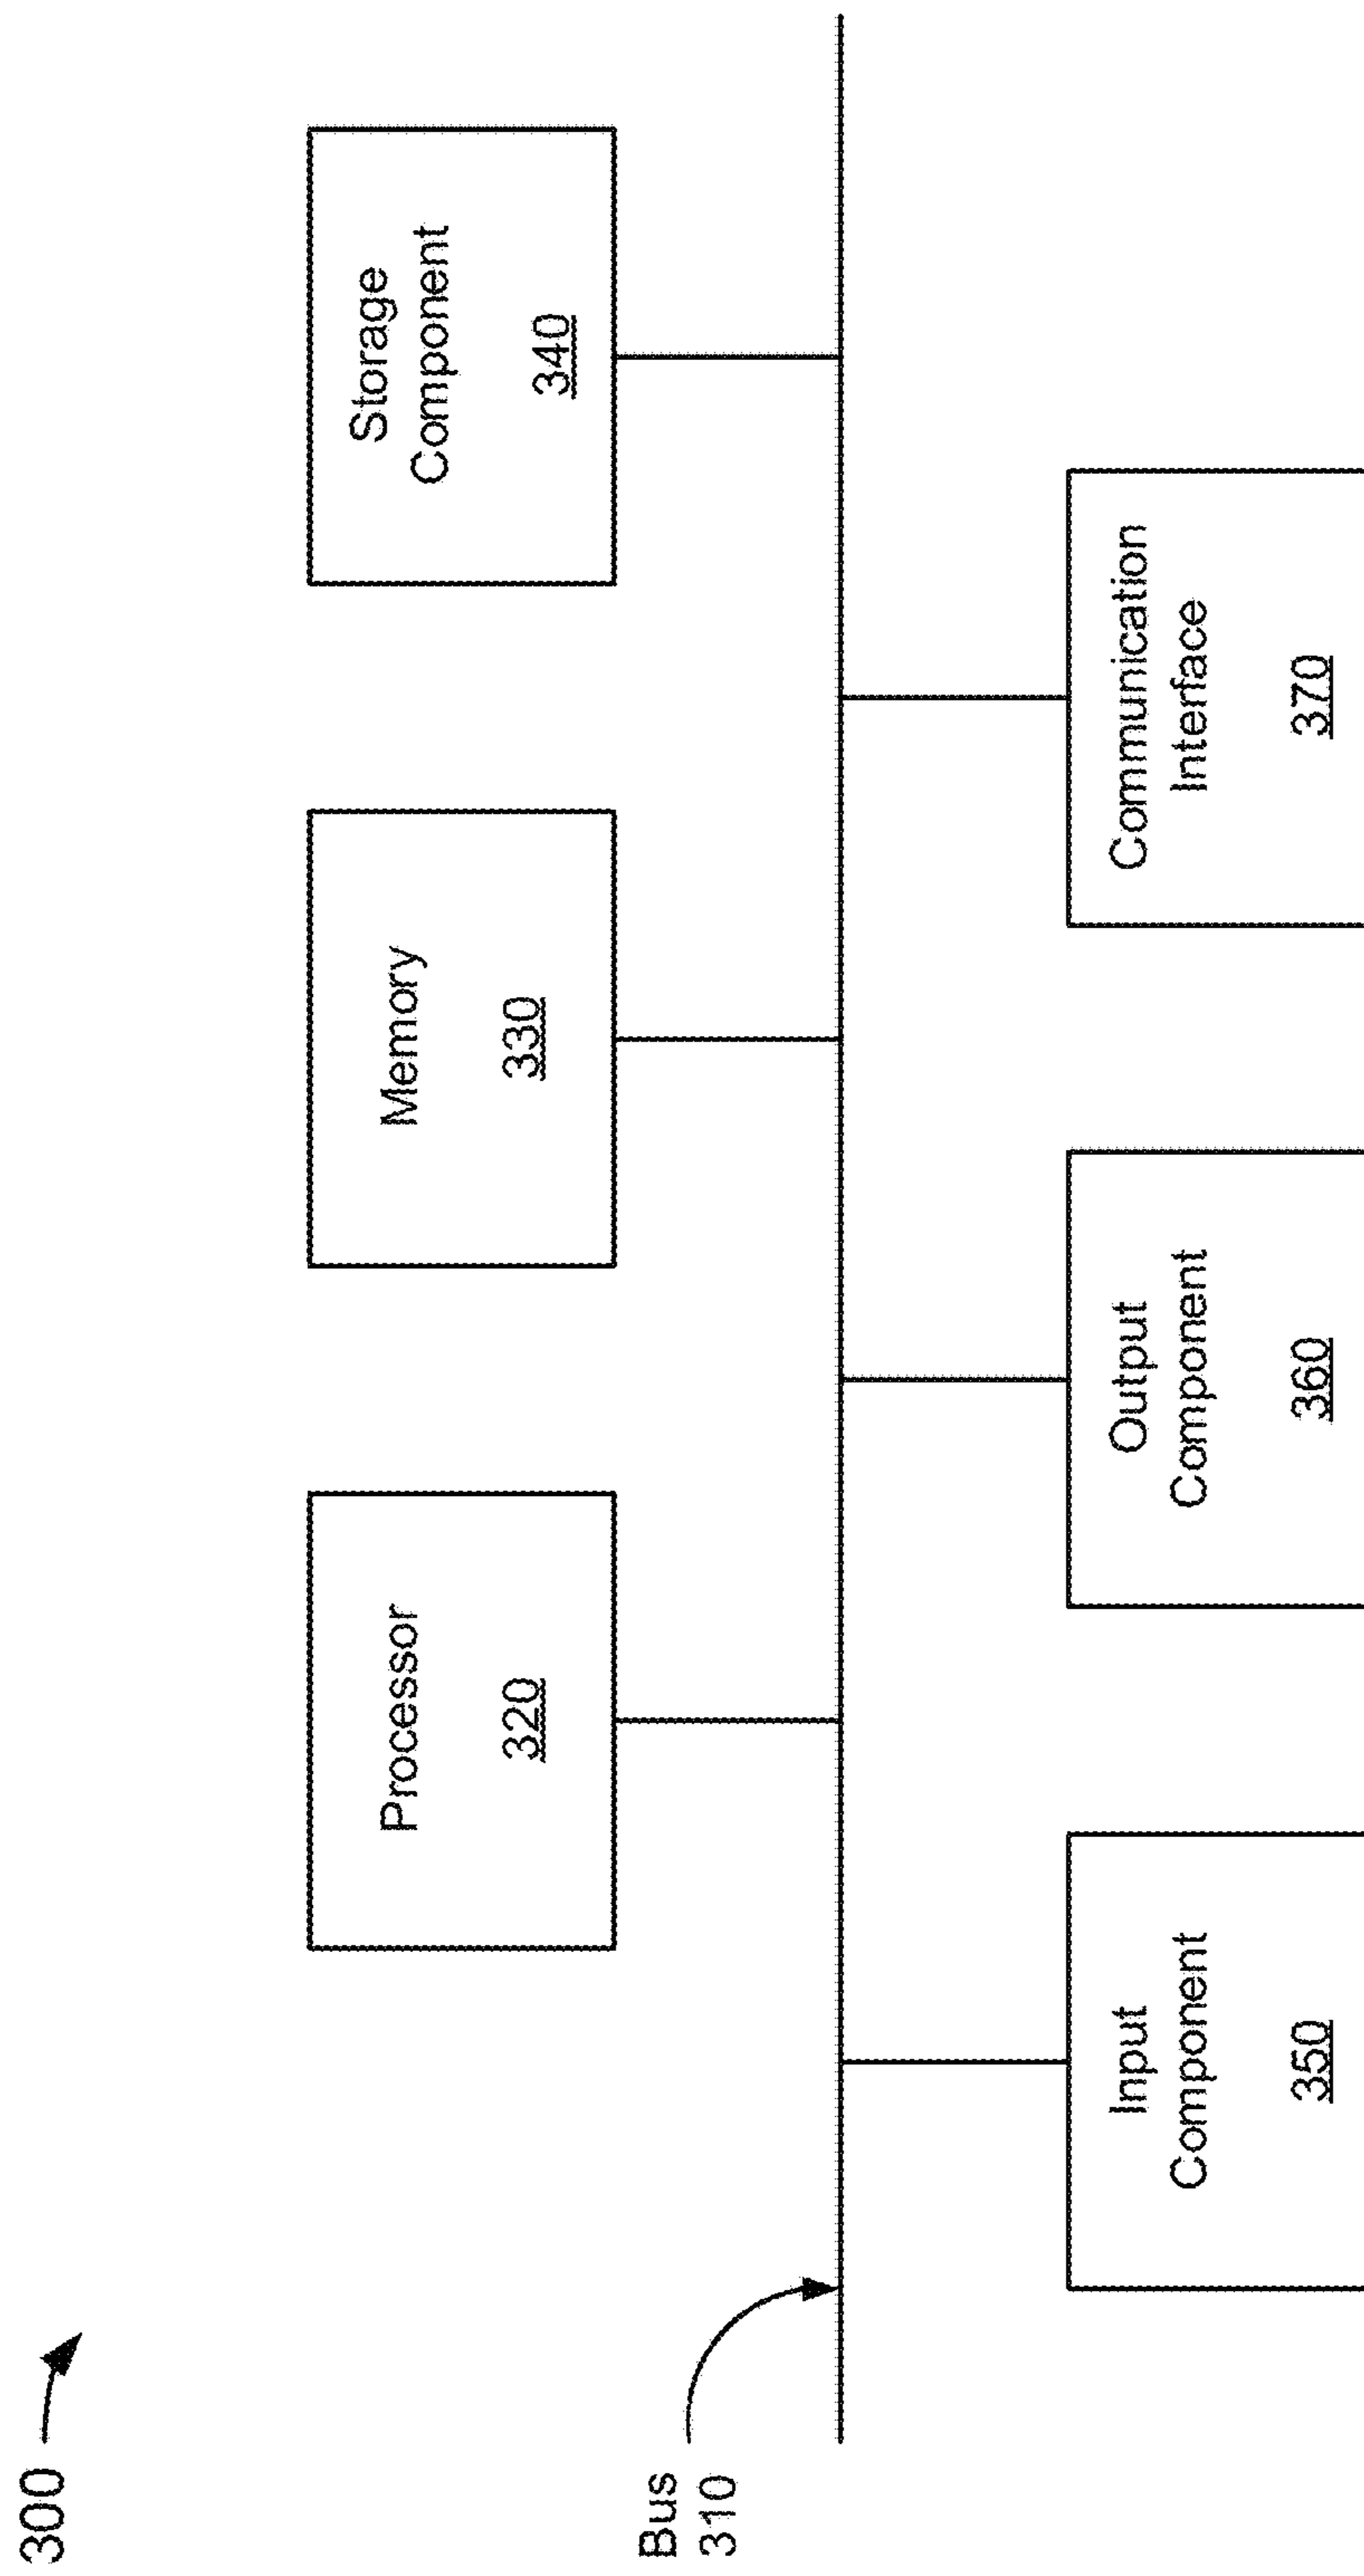 300
Bus
310
Processor
320
Memory
330
Storage
Component
340
Input
Component
350
Output
Component
360
Communication
Interface
370